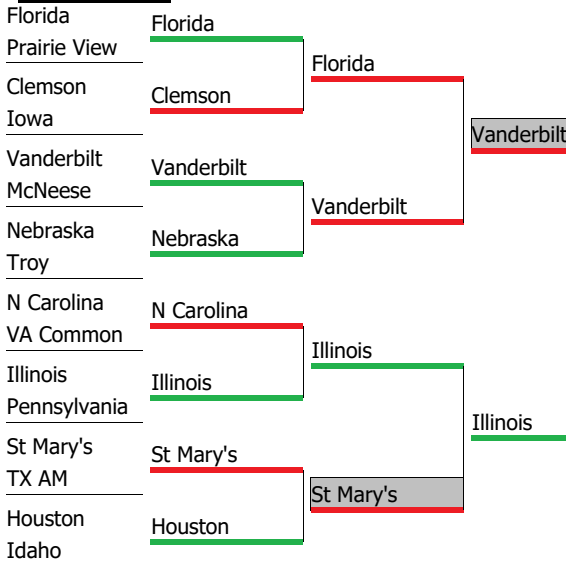 Florida
Prairie View
Clemson
Iowa
Vanderbilt
McNeese
Nebraska
Troy
N Carolina
VA Common
Illinois
Pennsylvania
St Mary's
TX AM
Houston
Idaho
Florida
Clemson
Vanderbilt
Nebraska
N Carolina
Illinois
St Mary's
Houston
Florida
Vanderbilt
Illinois
St Mary's
Vanderbilt
Illinois